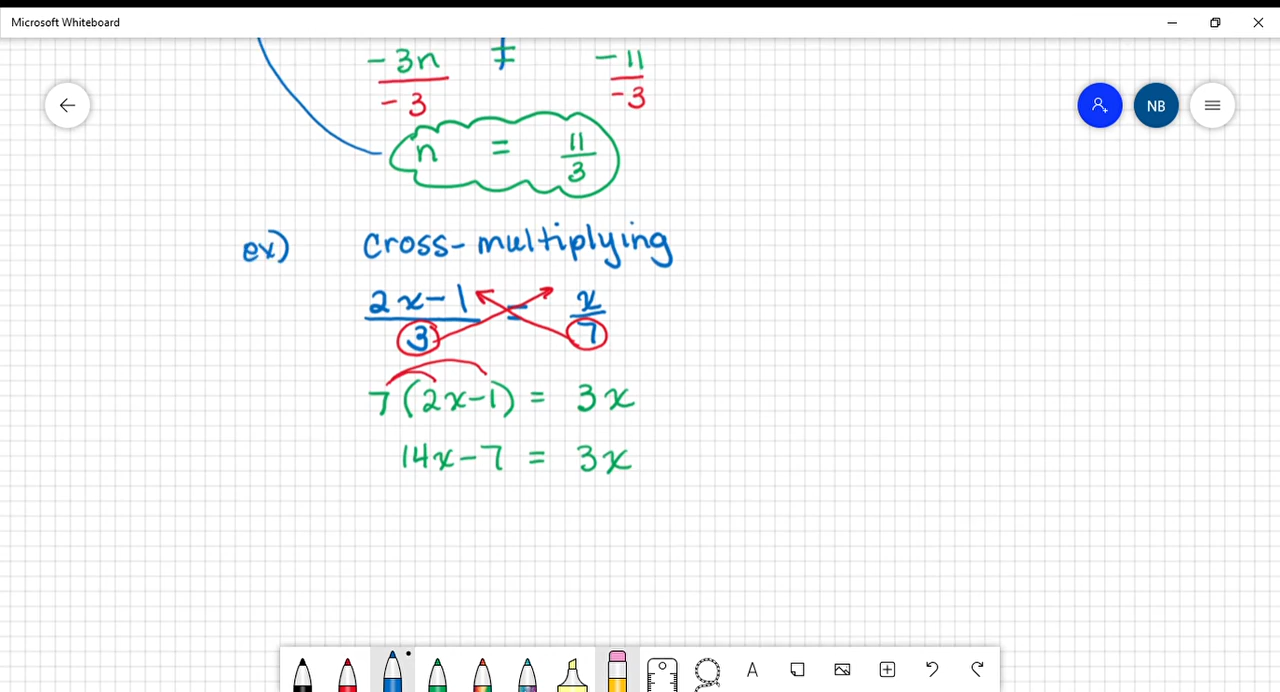 Microsoft Whiteboard
-3n ‡ -11
-3 -3
n = 11/3
NB
ex) cross-multiplying
2x-1 = x
3 7
7(2x-1) = 3x
14x-7 = 3x
A